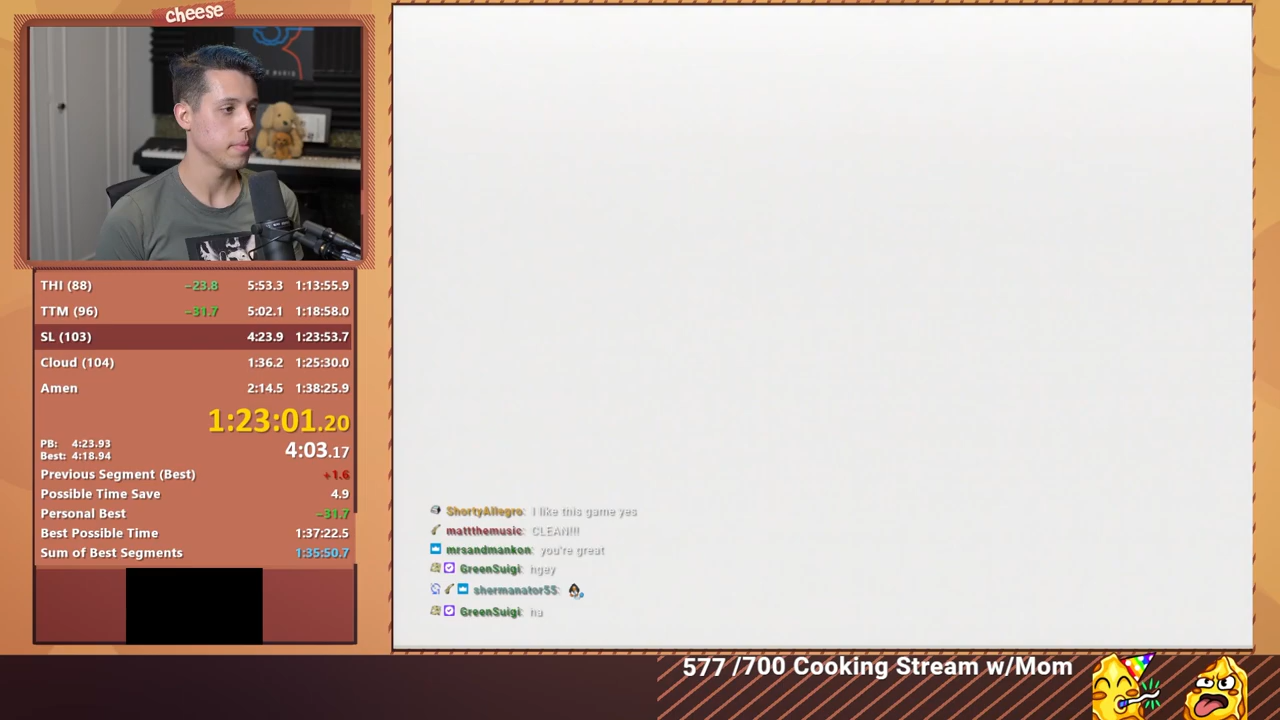 cheese
THI (88) -23.8 5:53.3 1:13:55.9
TTM (96) -31.7 5:02.1 1:18:58.0
SL (103) 4:23.9 1:23:53.7
Cloud (104) 1:36.2 1:25:30.0
Amen 2:14.5 1:38:25.9
1:23:01.20
PB: 4:23.93
Best: 4:18.94
4:03.17
Previous Segment (Best) +1.6
Possible Time Save 4.9
Personal Best -31.7
Best Possible Time 1:37:22.5
Sum of Best Segments 1:35:50.7
ShortyAllegro: I like this game yes
mattthemusic: CLEAN!!!
mrsandmankon: you're great
GreenSuigi: hgey
shermanator55:
GreenSuigi: ha
577 /700 Cooking Stream w/Mom